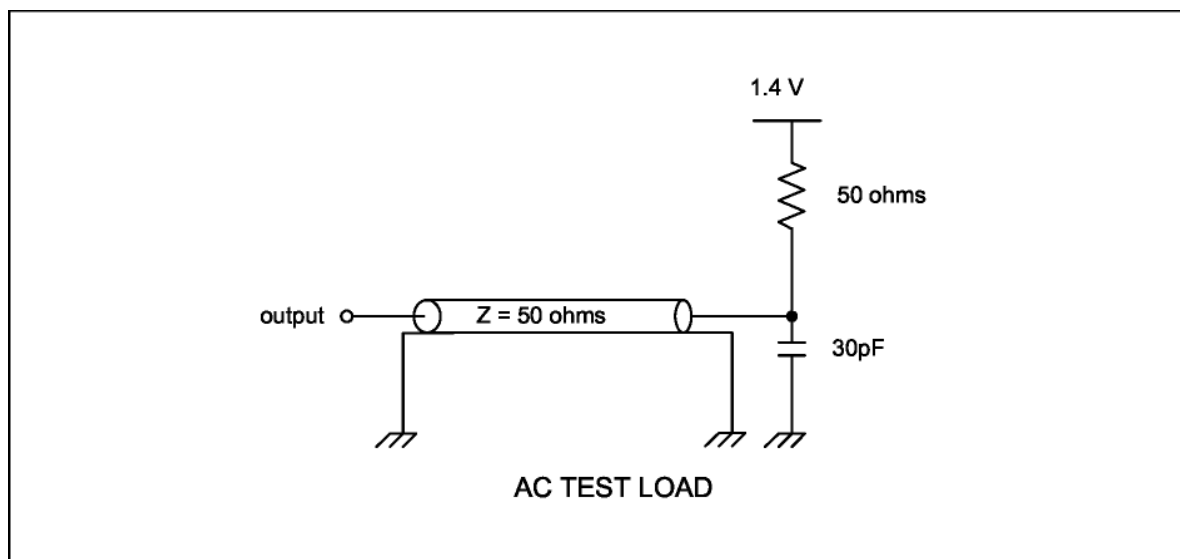 1.4 V
50 ohms
output
Z = 50 ohms
30pF
AC TEST LOAD